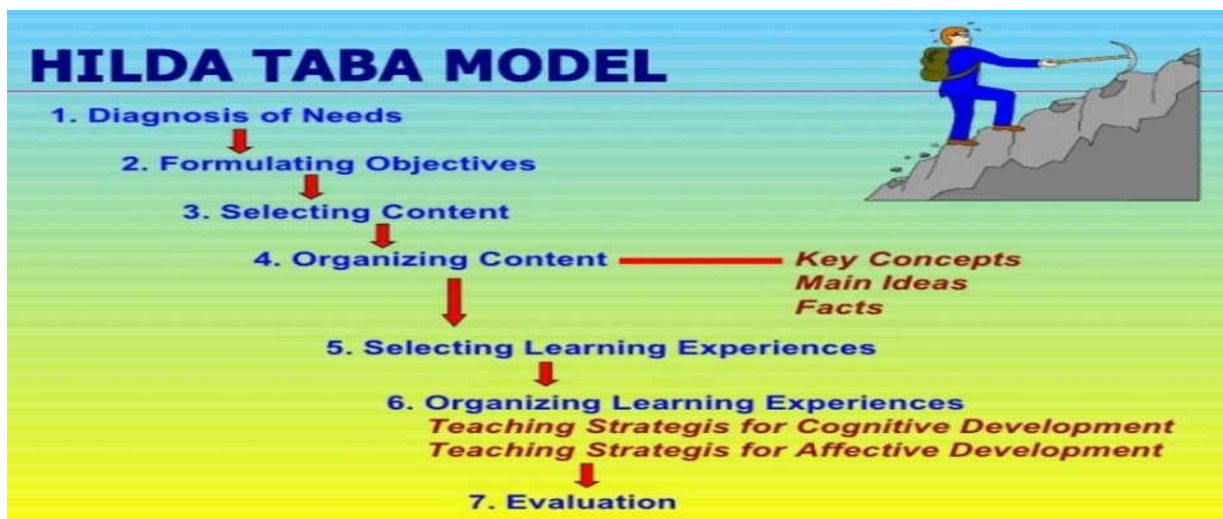 HILDA TABA MODEL
1. Diagnosis of Needs
2. Formulating Objectives
3. Selecting Content
4. Organizing Content
Key Concepts
Main Ideas
Facts
5. Selecting Learning Experiences
6. Organizing Learning Experiences
Teaching Strategis for Cognitive Development
Teaching Strategis for Affective Development
7. Evaluation